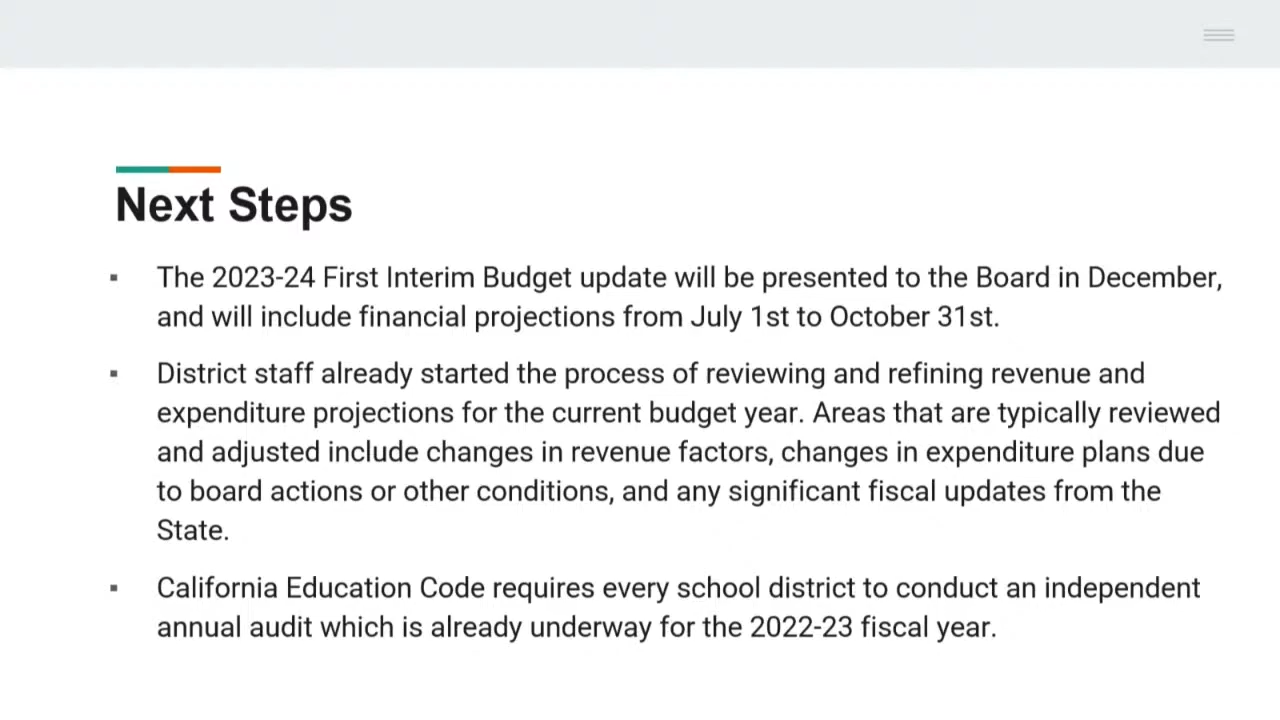 Next Steps
▪ The 2023-24 First Interim Budget update will be presented to the Board in December,
and will include financial projections from July 1st to October 31st.
▪ District staff already started the process of reviewing and refining revenue and
expenditure projections for the current budget year. Areas that are typically reviewed
and adjusted include changes in revenue factors, changes in expenditure plans due
to board actions or other conditions, and any significant fiscal updates from the
State.
▪ California Education Code requires every school district to conduct an independent
annual audit which is already underway for the 2022-23 fiscal year.